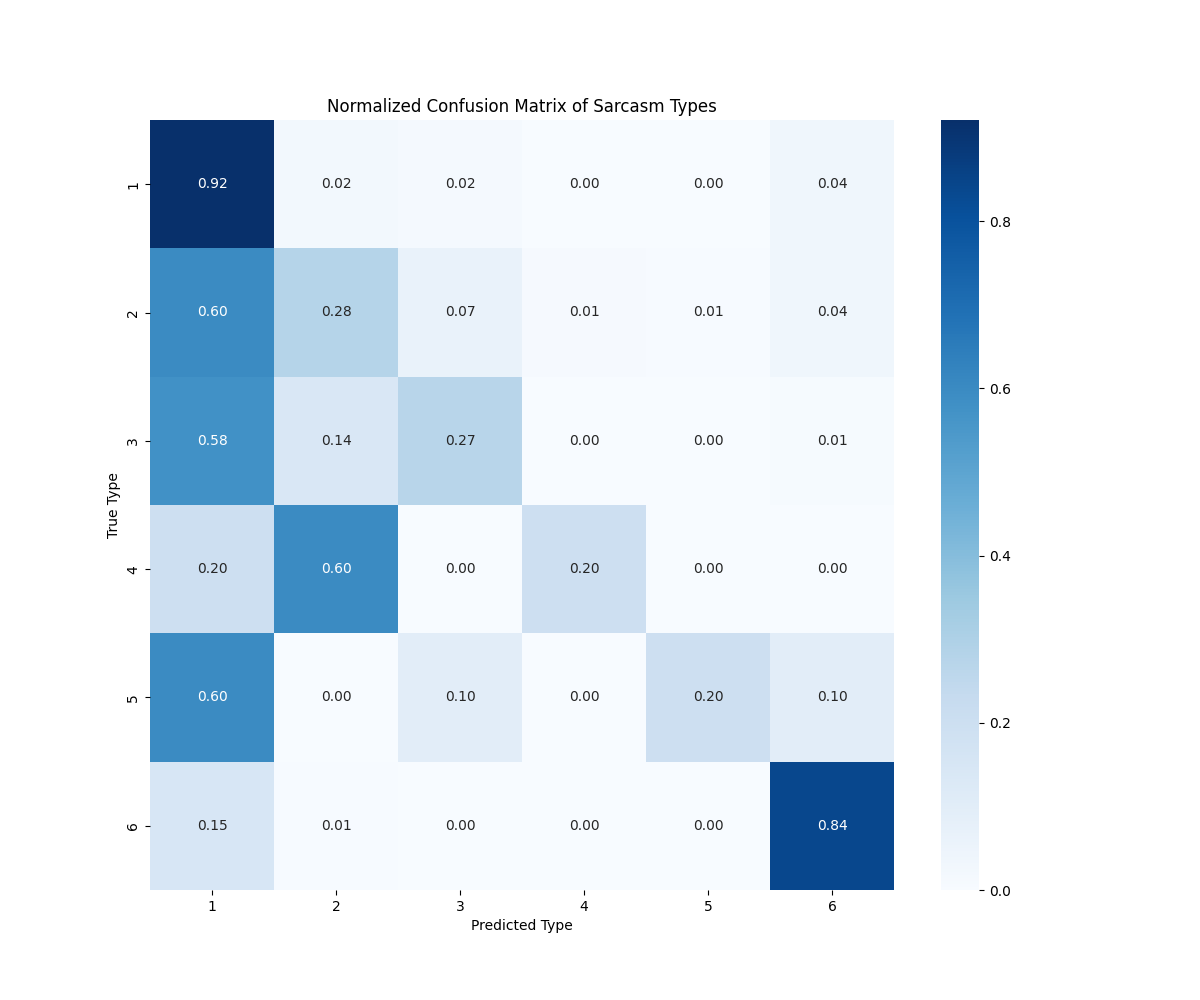 Normalized Confusion Matrix of Sarcasm Types
1 0.92 0.02 0.02 0.00 0.00 0.04
0.8
2 0.60 0.28 0.07 0.01 0.01 0.04
0.6
3 0.58 0.14 0.27 0.00 0.00 0.01
True Type
0.4
4 0.20 0.60 0.00 0.20 0.00 0.00
5 0.60 0.00 0.10 0.00 0.20 0.10
0.2
6 0.15 0.01 0.00 0.00 0.00 0.84
0.0
1 2 3 4 5 6
Predicted Type